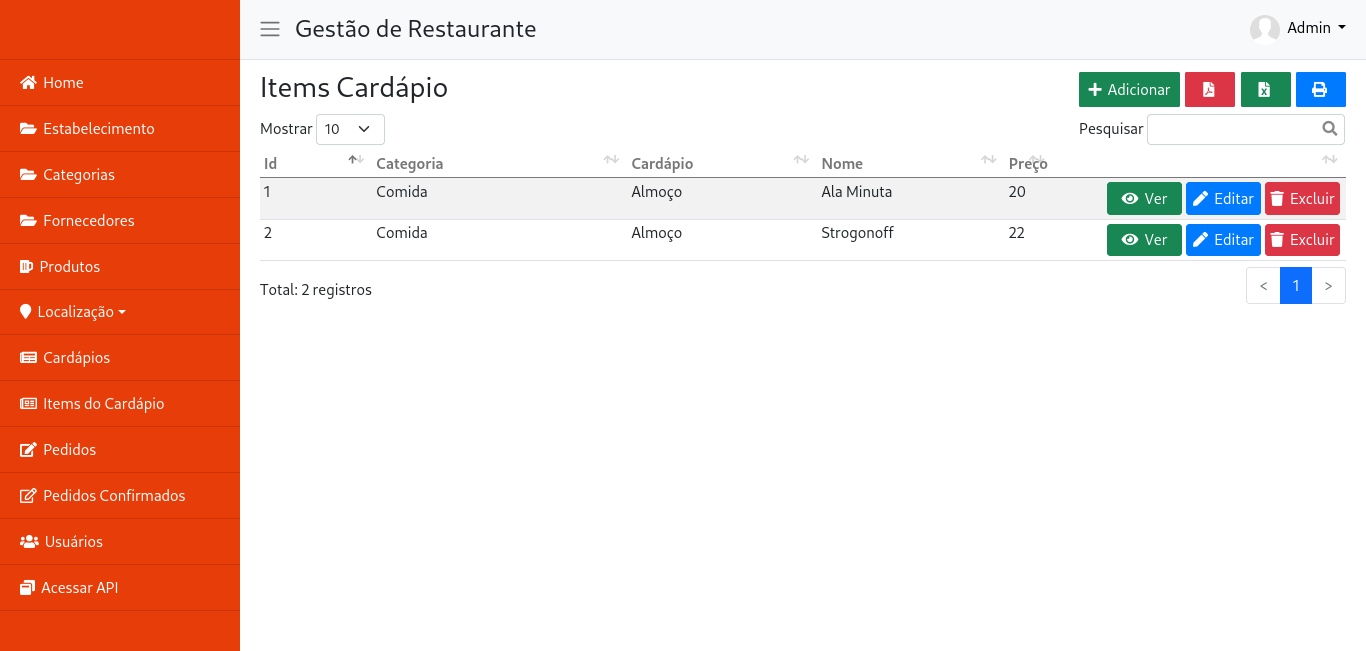 Gestão de Restaurante
Admin
Home
Estabelecimento
Categorias
Fornecedores
Produtos
Localização
Cardápios
Items do Cardápio
Pedidos
Pedidos Confirmados
Usuários
Acessar API
Items Cardápio
Adicionar
Mostrar 10
Pesquisar
Id Categoria Cardápio Nome Preço
1 Comida Almoço Ala Minuta 20 Ver Editar Excluir
2 Comida Almoço Strogonoff 22 Ver Editar Excluir
Total: 2 registros
< 1 >